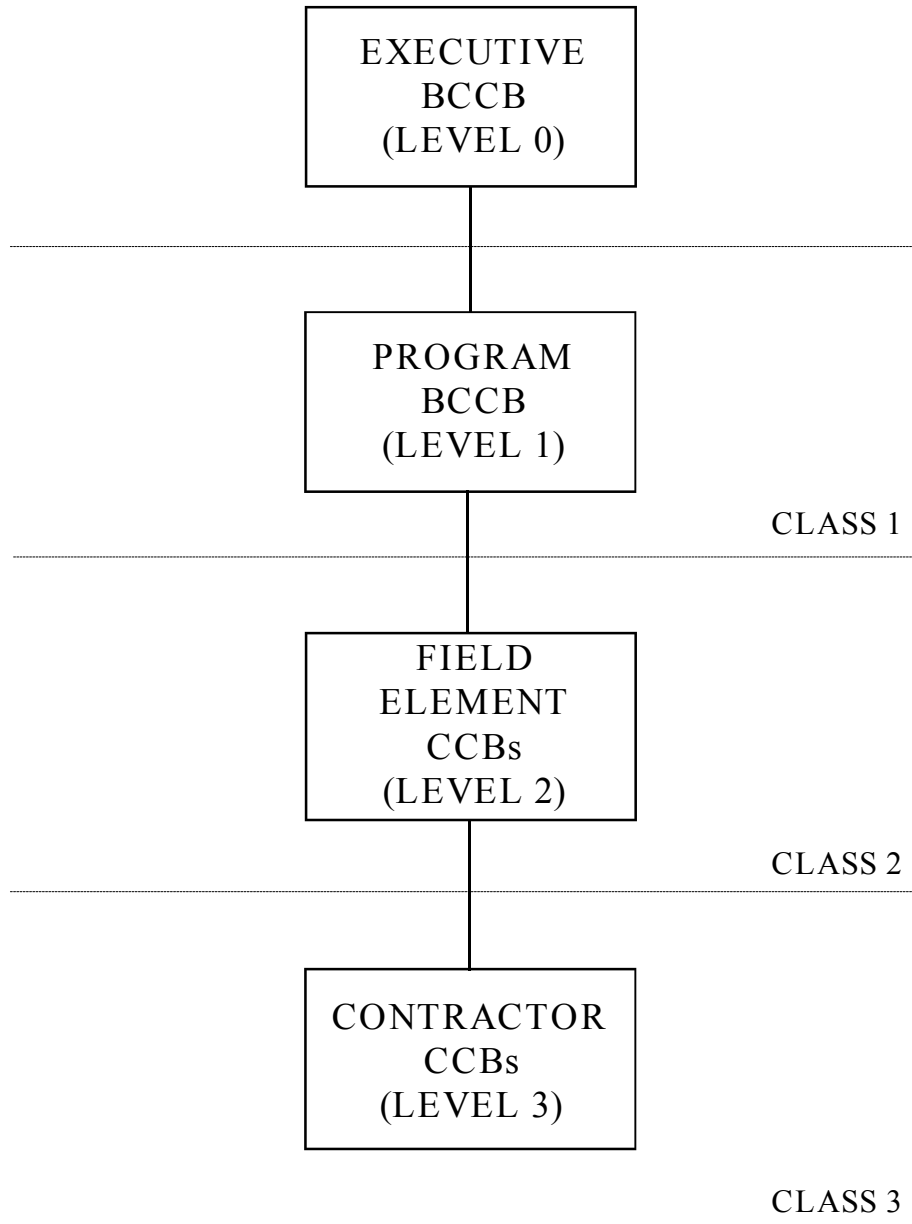 EXECUTIVE
BCCB
(LEVEL 0)
PROGRAM
BCCB
(LEVEL 1)
CLASS 1
FIELD
ELEMENT
CCBs
(LEVEL 2)
CLASS 2
CONTRACTOR
CCBs
(LEVEL 3)
CLASS 3